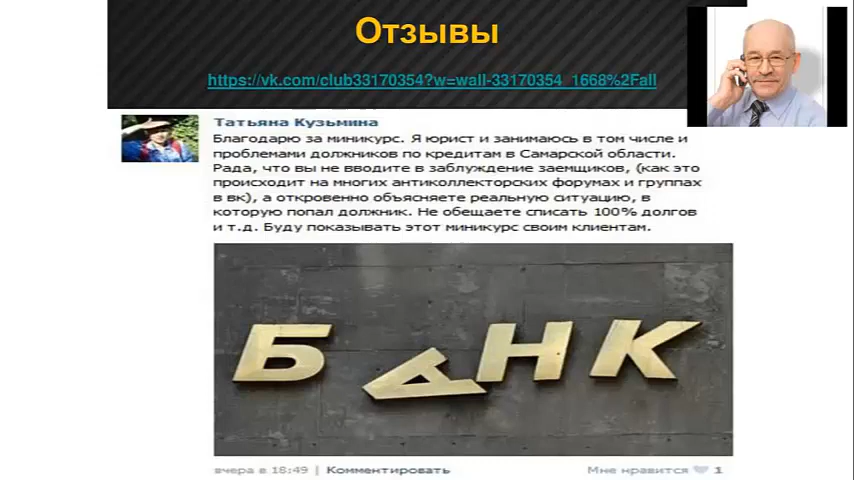 Отзывы
https://vk.com/club33170354?w=wall-33170354_1668%2Fall
Татьяна Кузьмина
Благодарю за миникурс. Я юрист и занимаюсь в том числе и
проблемами должников по кредитам в Самарской области.
Рада, что вы не вводите в заблуждение заемщиков, (как это
происходит на многих антиколлекторских форумах и группах
в вк), а откровенно объясняете реальную ситуацию, в
которую попал должник. Не обещаете списать 100% долгов
и т.д. Буду показывать этот миникурс своим клиентам.
БАНК
вчера в 18:49 | Комментировать
Мне нравится 1